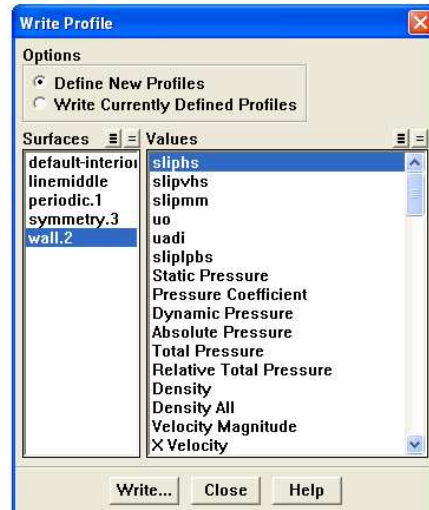 Write Profile
Options
Define New Profiles
Write Currently Defined Profiles
Surfaces
default-interior
linemiddle
periodic.1
symmetry.3
wall.2
Values
sliphs
slipvhs
slipmm
uo
uadi
sliplpbs
Static Pressure
Pressure Coefficient
Dynamic Pressure
Absolute Pressure
Total Pressure
Relative Total Pressure
Density
Density All
Velocity Magnitude
X Velocity
Write...
Close
Help